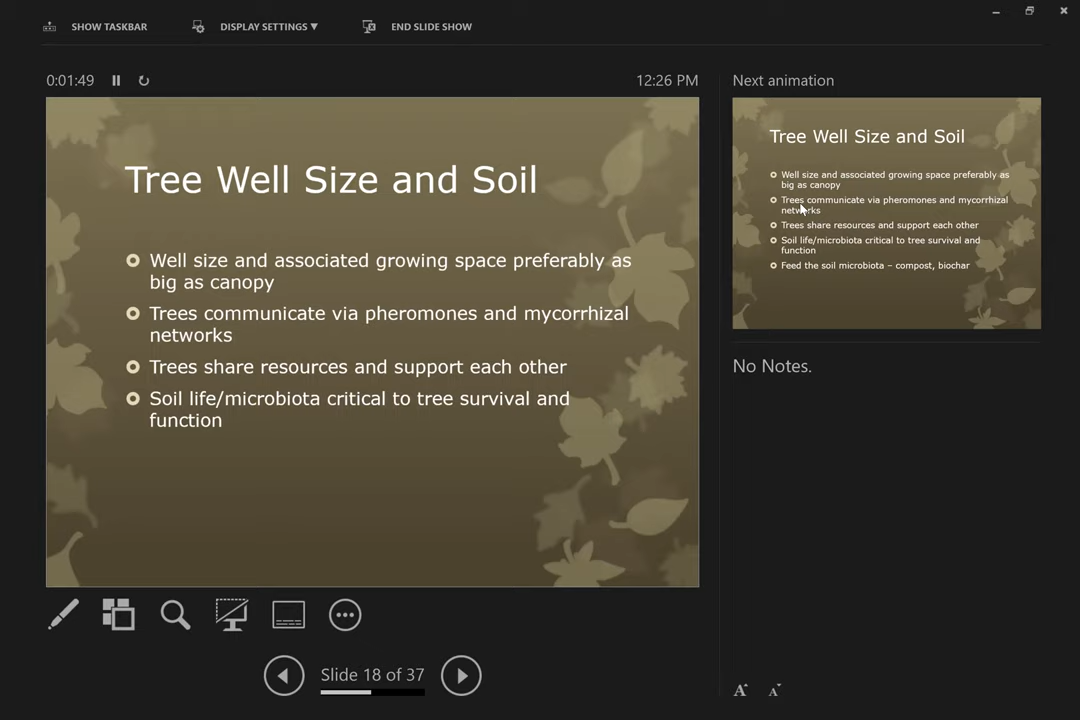 SHOW TASKBAR
DISPLAY SETTINGS ▼
END SLIDE SHOW
0:01:49
12:26 PM
Tree Well Size and Soil
Well size and associated growing space preferably as
big as canopy
Trees communicate via pheromones and mycorrhizal
networks
Trees share resources and support each other
Soil life/microbiota critical to tree survival and
function
Slide 18 of 37
Next animation
Tree Well Size and Soil
Well size and associated growing space preferably as
big as canopy
Trees communicate via pheromones and mycorrhizal
networks
Trees share resources and support each other
Soil life/microbiota critical to tree survival and
function
Feed the soil microbiota – compost, biochar
No Notes.
A A